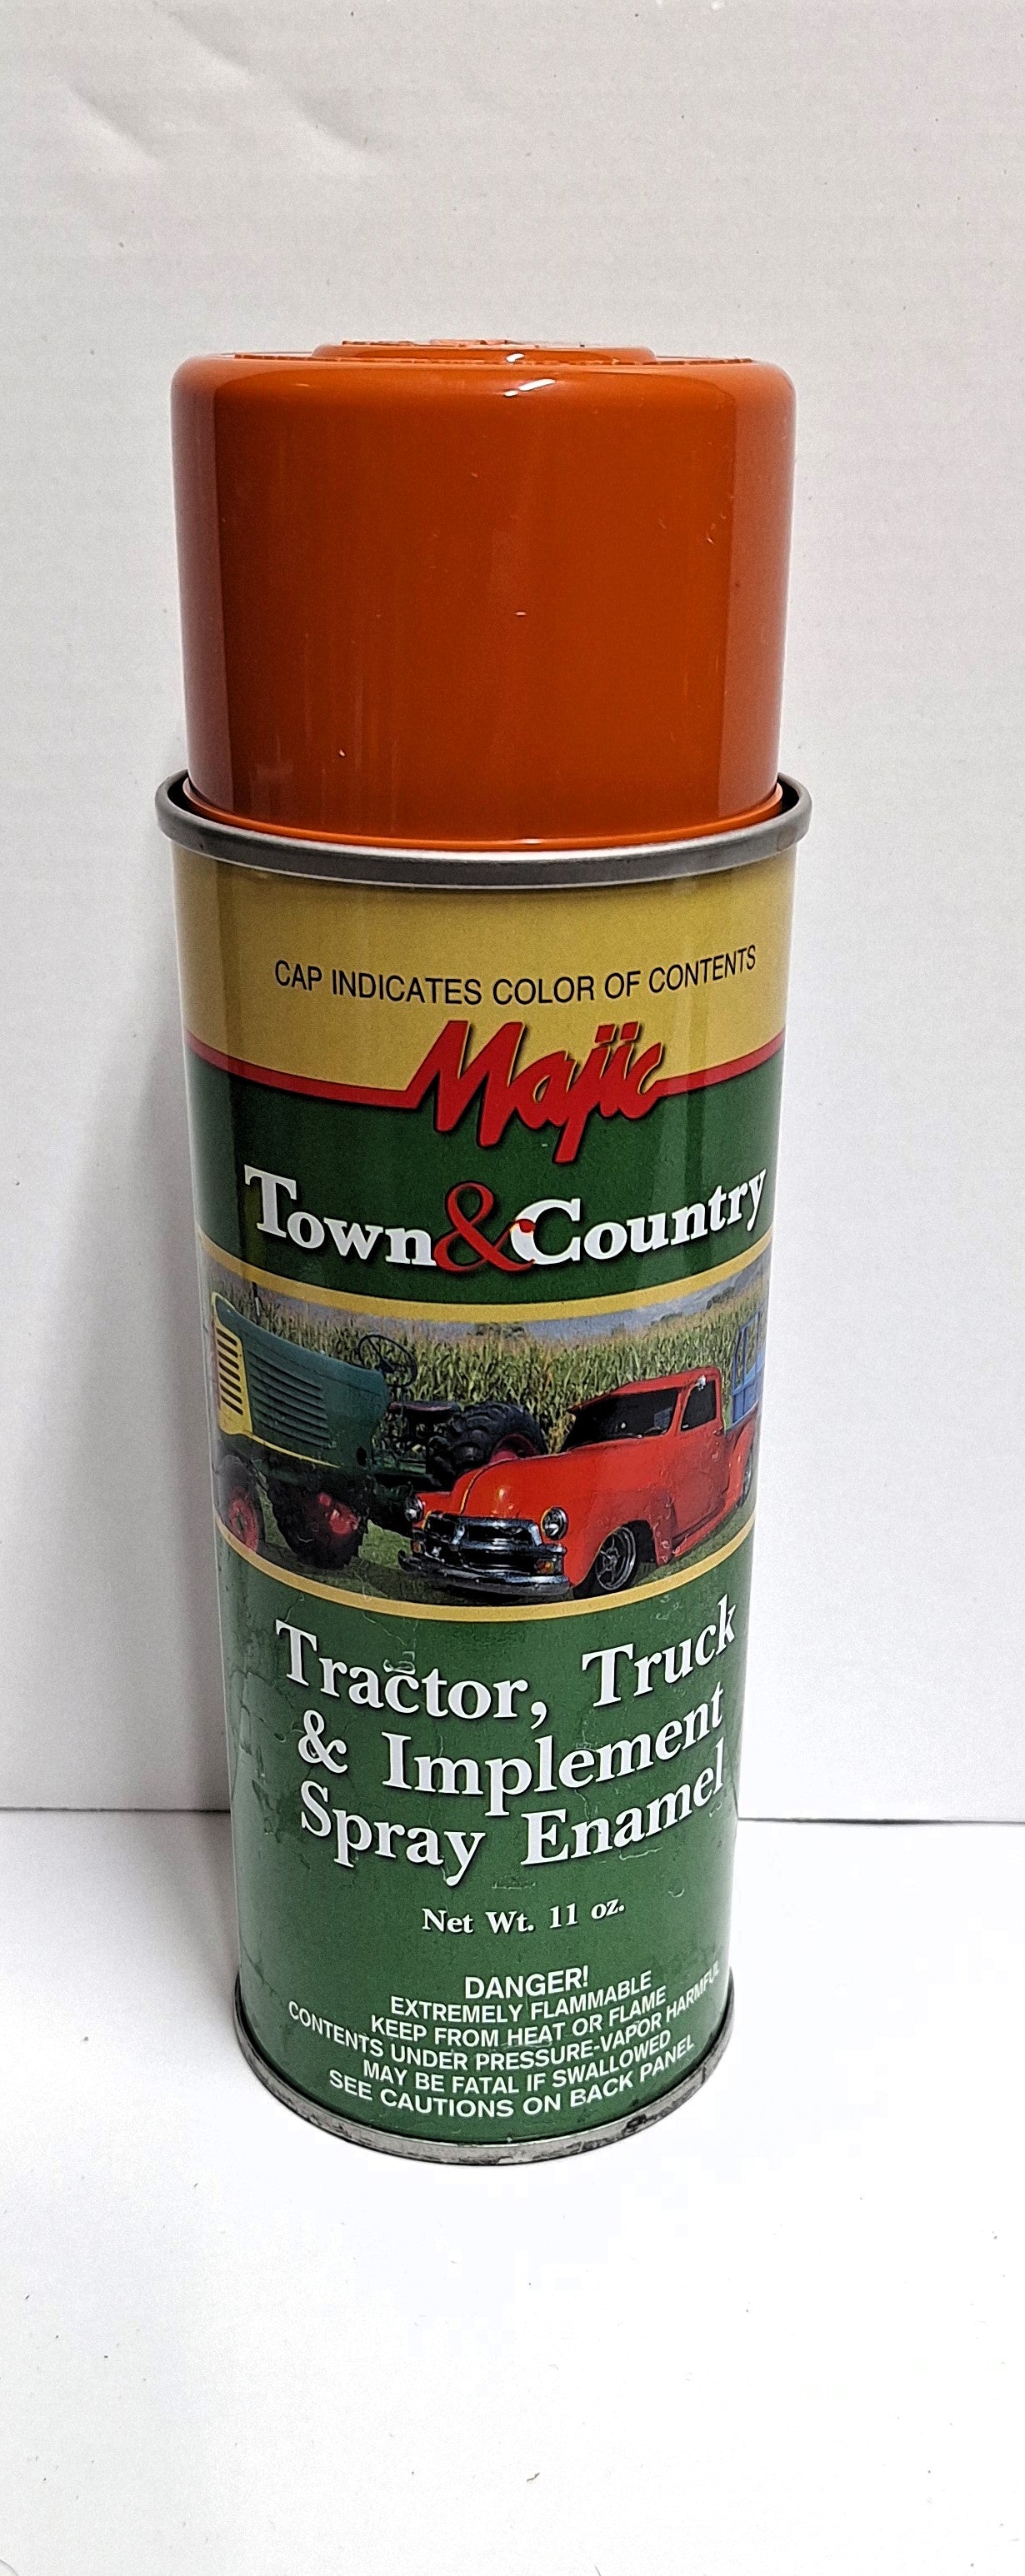 CAP INDICATES COLOR OF CONTENTS
Majic
Town & Country
Tractor, Truck
& Implement
Spray Enamel
Net Wt. 11 oz.
DANGER!
EXTREMELY FLAMMABLE
KEEP FROM HEAT OR FLAME
CONTENTS UNDER PRESSURE-VAPOR HARMFUL
MAY BE FATAL IF SWALLOWED
SEE CAUTIONS ON BACK PANEL